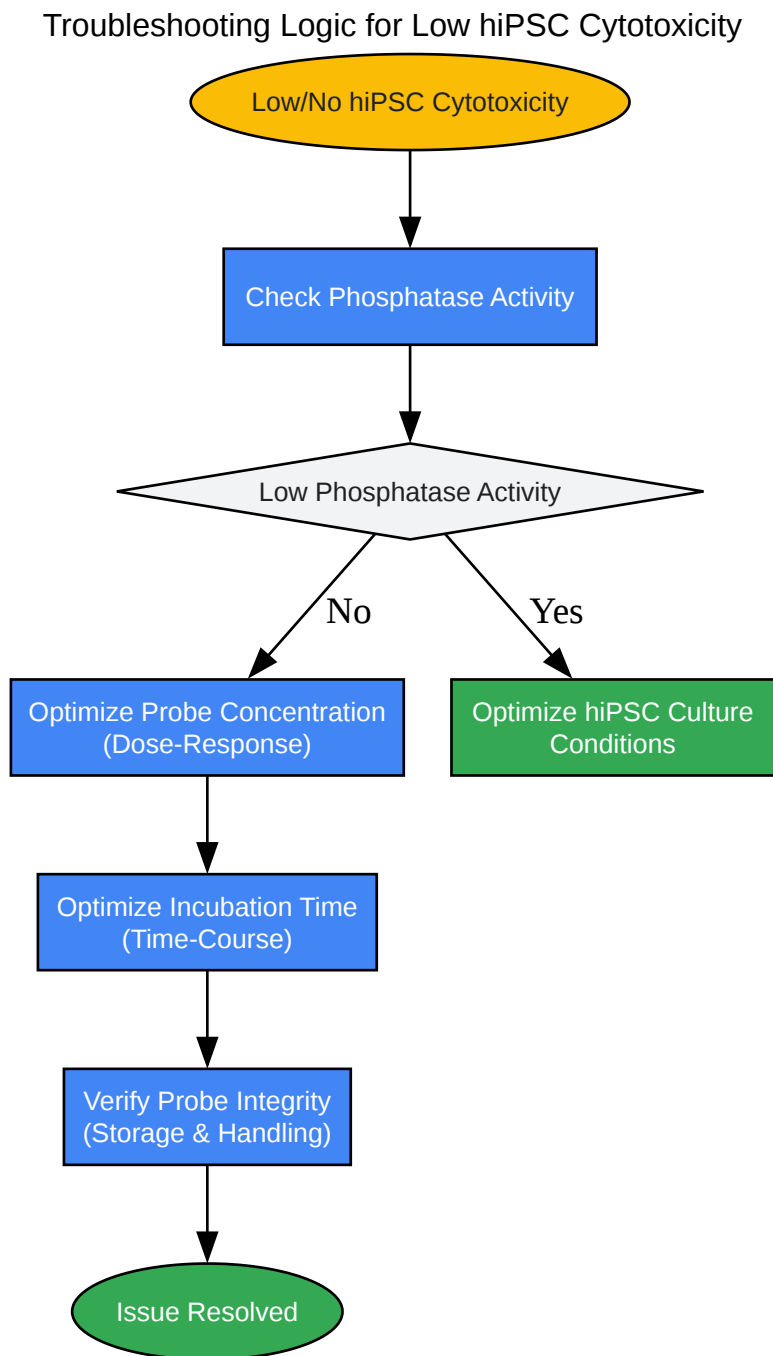 Troubleshooting Logic for Low hiPSC Cytotoxicity
Low/No hiPSC Cytotoxicity
Check Phosphatase Activity
Low Phosphatase Activity
No
Yes
Optimize Probe Concentration
(Dose-Response)
Optimize hiPSC Culture
Conditions
Optimize Incubation Time
(Time-Course)
Verify Probe Integrity
(Storage & Handling)
Issue Resolved